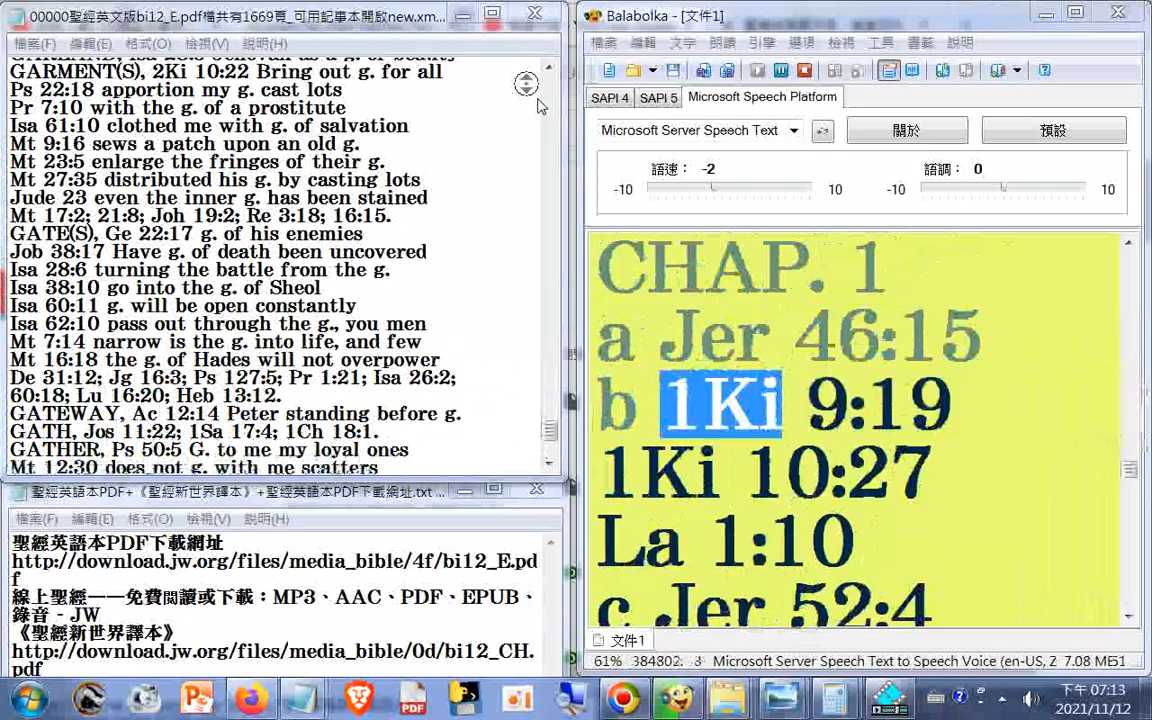 00000聖經英文版bi12_E.pdf檔共有1669頁_可用記事本開啟new.xm...
檔案(F) 編輯(E) 格式(O) 檢視(V) 說明(H)
GARMENT(S), 2Ki 10:22 Bring out g. for all
Ps 22:18 apportion my g. cast lots
Pr 7:10 with the g. of a prostitute
Isa 61:10 clothed me with g. of salvation
Mt 9:16 sews a patch upon an old g.
Mt 23:5 enlarge the fringes of their g.
Mt 27:35 distributed his g. by casting lots
Jude 23 even the inner g. has been stained
Mt 17:2; 21:8; Joh 19:2; Re 3:18; 16:15.
GATE(S), Ge 22:17 g. of his enemies
Job 38:17 Have g. of death been uncovered
Isa 28:6 turning the battle from the g.
Isa 38:10 go into the g. of Sheol
Isa 60:11 g. will be open constantly
Isa 62:10 pass out through the g., you men
Mt 7:14 narrow is the g. into life, and few
Mt 16:18 the g. of Hades will not overpower
De 31:12; Jg 16:3; Ps 127:5; Pr 1:21; Isa 26:2;
60:18; Lu 16:20; Heb 13:12.
GATEWAY, Ac 12:14 Peter standing before g.
GATH, Jos 11:22; 1Sa 17:4; 1Ch 18:1.
GATHER, Ps 50:5 G. to me my loyal ones
Mt 12:30 does not g. with me scatters
聖經英語本PDF+《聖經新世界譯本》+聖經英語本PDF下載網址.txt ...
檔案(F) 編輯(E) 格式(O) 檢視(V) 說明(H)
聖經英語本PDF下載網址
http://download.jw.org/files/media_bible/4f/bi12_E.pd
f
線上聖經——免費閱讀或下載：MP3、AAC、PDF、EPUB、
錄音 - JW
《聖經新世界譯本》
http://download.jw.org/files/media_bible/0d/bi12_CH.
pdf
Balabolka - [文件1]
檔案 編輯 文字 朗讀 引擎 選項 檢視 工具 書籤 說明
SAPI 4 SAPI 5 Microsoft Speech Platform
Microsoft Server Speech Text 關於 預設
語速： -2 語調： 0
-10 10 -10 10
CHAP. 1
a Jer 46:15
b 1Ki 9:19
1Ki 10:27
La 1:10
c Jer 52:4
文件1
61% Microsoft Server Speech Text to Speech Voice (en-US, Z 7.08 ME
下午 07:13
2021/11/12